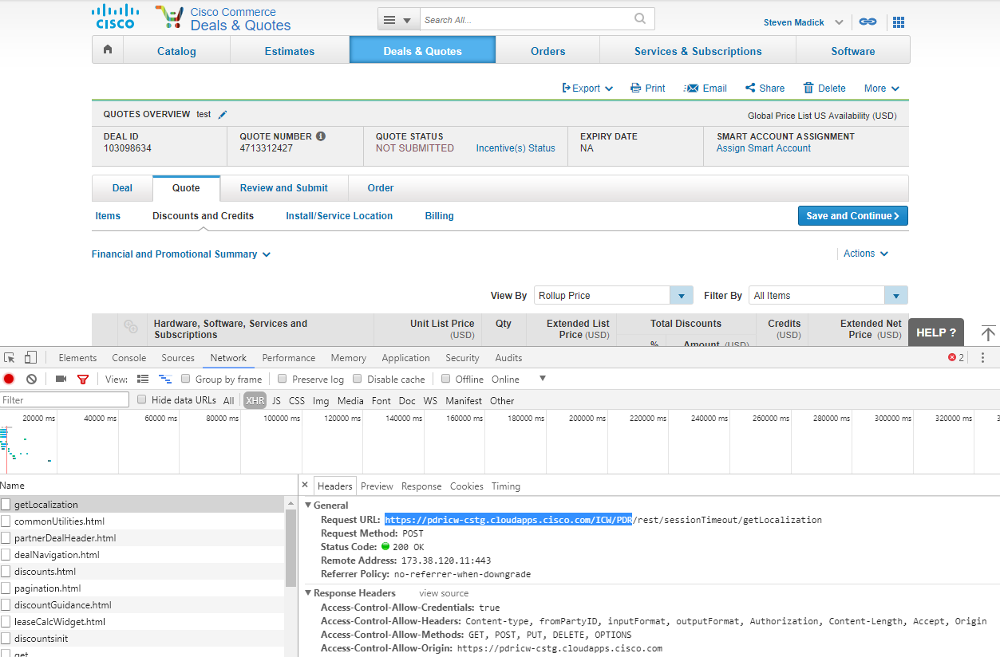 CISCO
Cisco Commerce
Deals & Quotes
Search All...
Steven Madick
Catalog Estimates Deals & Quotes Orders Services & Subscriptions Software
Export Print Email Share Delete More
QUOTES OVERVIEW test
Global Price List US Availability (USD)
DEAL ID QUOTE NUMBER QUOTE STATUS EXPIRY DATE SMART ACCOUNT ASSIGNMENT
103098634 4713312427 NOT SUBMITTED Incentive(s) Status NA Assign Smart Account
Deal Quote Review and Submit Order
Items Discounts and Credits Install/Service Location Billing Save and Continue
Financial and Promotional Summary Actions
View By Rollup Price Filter By All Items
Hardware, Software, Services and Unit List Price Qty Extended List Total Discounts Credits Extended Net
Subscriptions (USD) Price (USD) (USD) Price (USD)
% Amount (USD)
HELP ?
Elements Console Sources Network Performance Memory Application Security Audits 2
View: Group by frame Preserve log Disable cache Offline Online
Filter Hide data URLs All XHR JS CSS Img Media Font Doc WS Manifest Other
20000 ms 40000 ms 60000 ms 80000 ms 100000 ms 120000 ms 140000 ms 160000 ms 180000 ms 200000 ms 220000 ms 240000 ms 260000 ms 280000 ms 300000 ms 320000 ms 3
Name
getLocalization
commonUtilities.html
partnerDealHeader.html
dealNavigation.html
discounts.html
pagination.html
discountGuidance.html
leaseCalcWidget.html
discountsinit
get
× Headers Preview Response Cookies Timing
General
Request URL: https://pdricw-cstg.cloudapps.cisco.com/ICW/PDR/rest/sessionTimeout/getLocalization
Request Method: POST
Status Code: 200 OK
Remote Address: 173.38.120.11:443
Referrer Policy: no-referrer-when-downgrade
Response Headers view source
Access-Control-Allow-Credentials: true
Access-Control-Allow-Headers: Content-type, fromPartyID, inputFormat, outputFormat, Authorization, Content-Length, Accept, Origin
Access-Control-Allow-Methods: GET, POST, PUT, DELETE, OPTIONS
Access-Control-Allow-Origin: https://pdricw-cstg.cloudapps.cisco.com